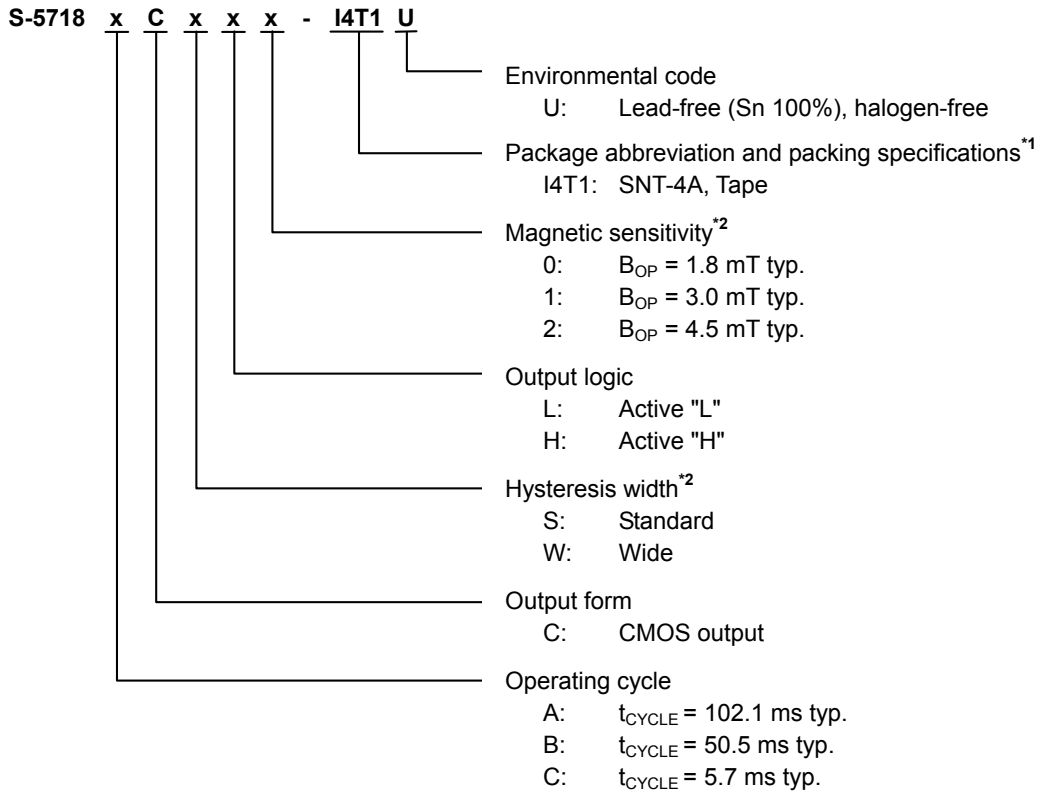 S-5718 x C x x x - I4T1 U
Environmental code
U: Lead-free (Sn 100%), halogen-free
Package abbreviation and packing specifications*1
I4T1: SNT-4A, Tape
Magnetic sensitivity*2
0: BOP = 1.8 mT typ.
1: BOP = 3.0 mT typ.
2: BOP = 4.5 mT typ.
Output logic
L: Active "L"
H: Active "H"
Hysteresis width*2
S: Standard
W: Wide
Output form
C: CMOS output
Operating cycle
A: tCYCLE = 102.1 ms typ.
B: tCYCLE = 50.5 ms typ.
C: tCYCLE = 5.7 ms typ.